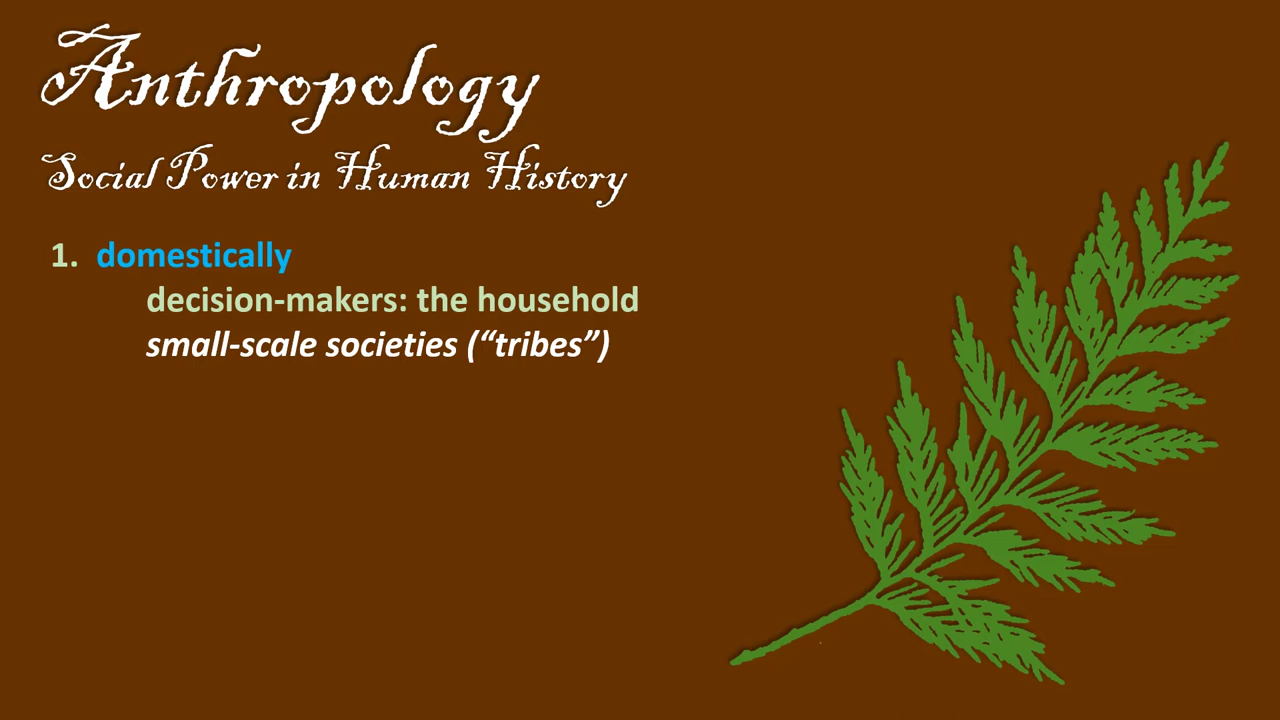 Anthropology
Social Power in Human History
1. domestically
decision-makers: the household
small-scale societies (“tribes”)